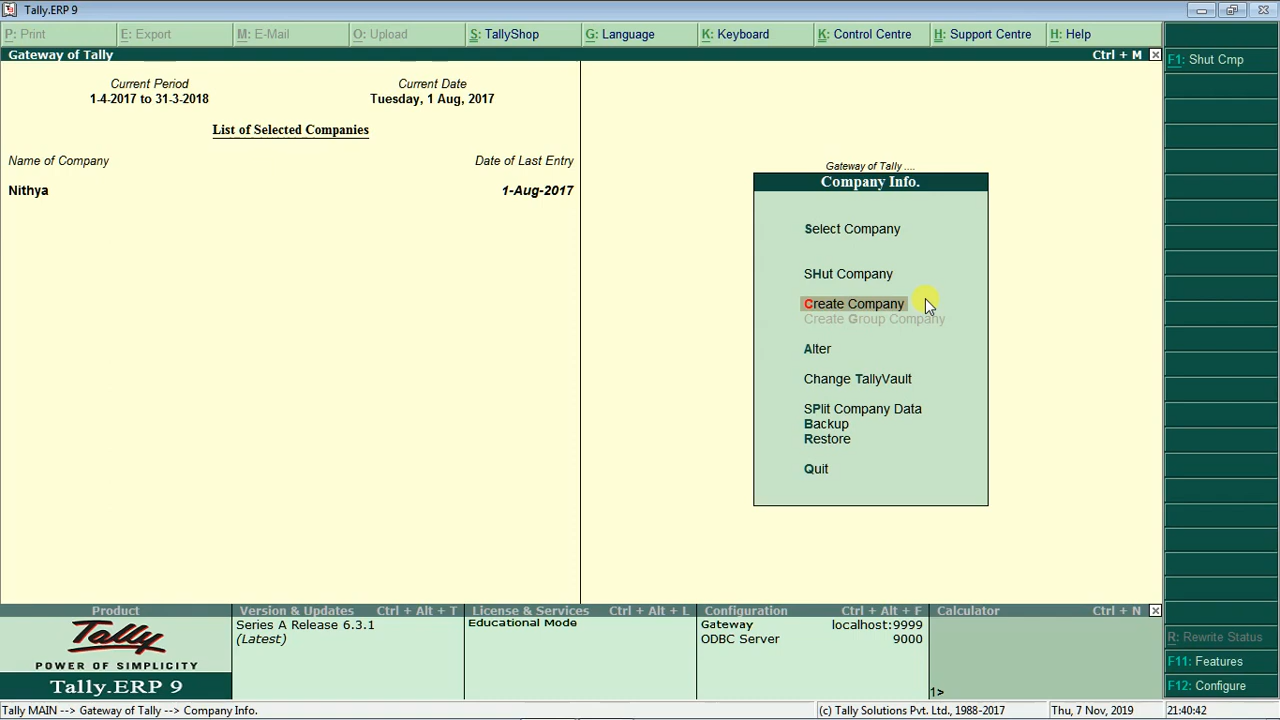 Tally.ERP 9
P: Print
E: Export
M: E-Mail
O: Upload
S: TallyShop
G: Language
K: Keyboard
K: Control Centre
H: Support Centre
H: Help
Gateway of Tally
Ctrl + M
F1: Shut Cmp
Current Period
Current Date
1-4-2017 to 31-3-2018
Tuesday, 1 Aug, 2017
List of Selected Companies
Name of Company
Date of Last Entry
Nithya
1-Aug-2017
Gateway of Tally ....
Company Info.
Select Company
SHut Company
Create Company
Create Group Company
Alter
Change TallyVault
SPlit Company Data
Backup
Restore
Quit
Product
Version & Updates
Ctrl + Alt + T
License & Services
Ctrl + Alt + L
Configuration
Ctrl + Alt + F
Calculator
Ctrl + N
Tally
POWER OF SIMPLICITY
Tally.ERP 9
Series A Release 6.3.1
(Latest)
Educational Mode
Gateway
localhost:9999
ODBC Server
9000
1>
R: Rewrite Status
F11: Features
F12: Configure
Tally MAIN --> Gateway of Tally --> Company Info.
(c) Tally Solutions Pvt. Ltd., 1988-2017
Thu, 7 Nov, 2019
21:40:42